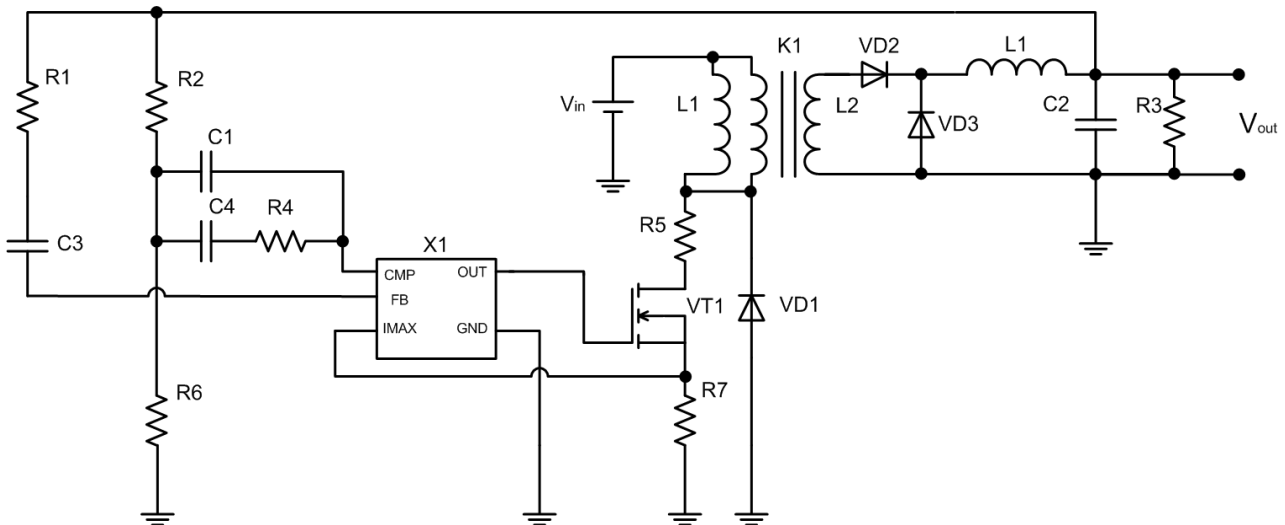 K1
VD2
L1
R1
R2
Vin
L1
L2
C2
R3
VD3
Vout
C1
C4
R4
R5
C3
X1
CMP
OUT
FB
VT1
VD1
IMAX
GND
R6
R7